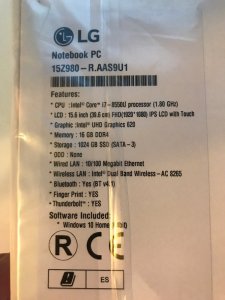 LG
Notebook PC
15Z980-R.AAS9U1
Features:
* CPU : Intel® Core™ i7-8550U processor (1.80 GHz)
* LCD : 15.6 inch (39.6 cm) FHD(1920*1080) IPS LCD with Touch
* Graphic : Intel® UHD Graphics 620
* Memory : 16 GB DDR4
* Storage : 1024 GB SSD (SATA-3)
* ODD : None
* Wired LAN : 10/100 Megabit Ethernet
* Wireless LAN : Intel® Dual Band Wireless-AC 8265
* Bluetooth : Yes (BT v4.1)
* Finger Print : YES
* Thunderbolt™ : YES
Software Included:
* Windows 10 Home
R CE
ES